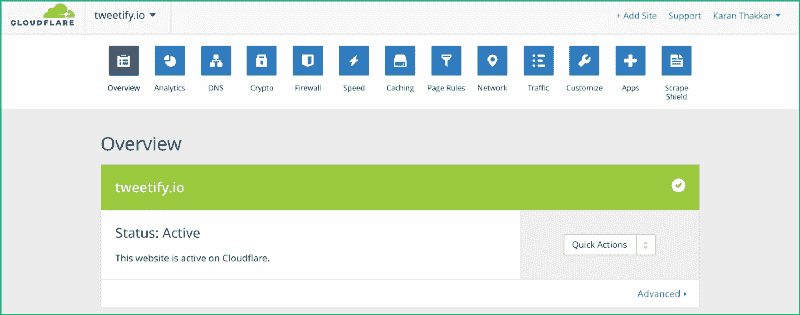 CLOUDFLARE
tweetify.io
+ Add Site Support Karan Thakkar
Overview Analytics DNS Crypto Firewall Speed Caching Page Rules Network Traffic Customize Apps Scrape
Shield
Overview
tweetify.io
Status: Active
This website is active on Cloudflare.
Quick Actions
Advanced